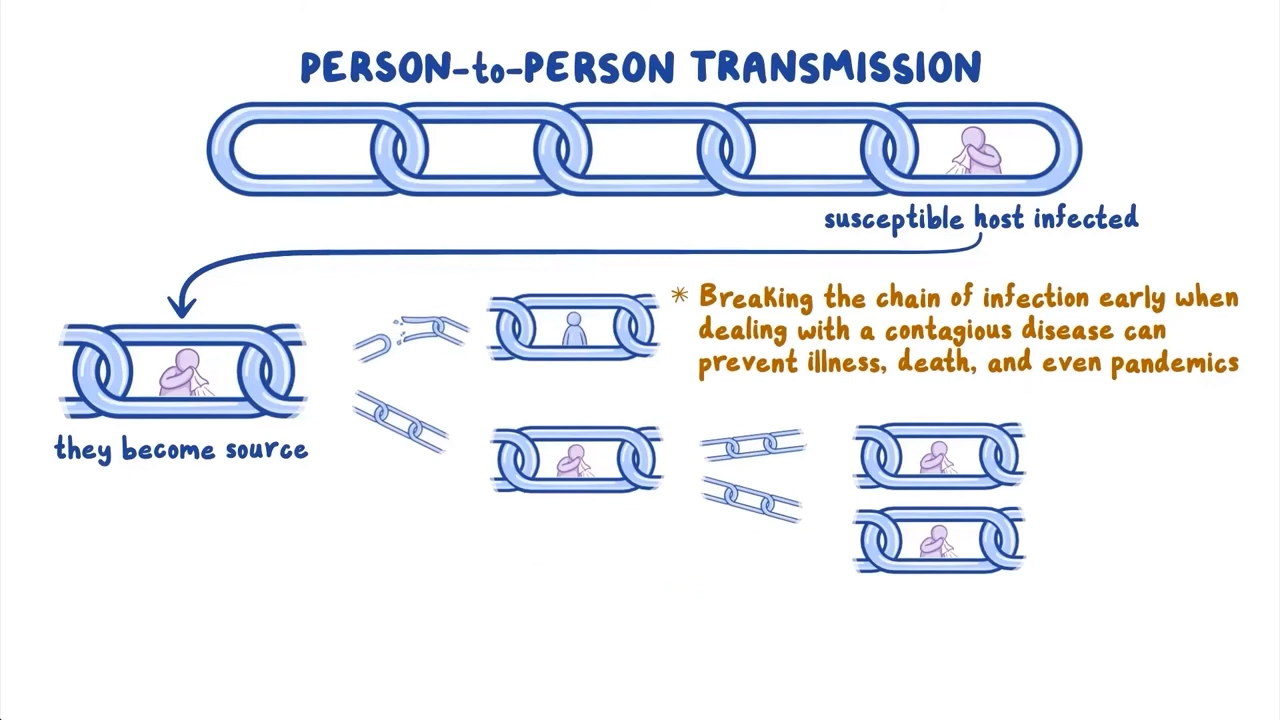 PERSON-to-PERSON TRANSMISSION
susceptible host infected
* Breaking the chain of infection early when
dealing with a contagious disease can
prevent illness, death, and even pandemics
they become source